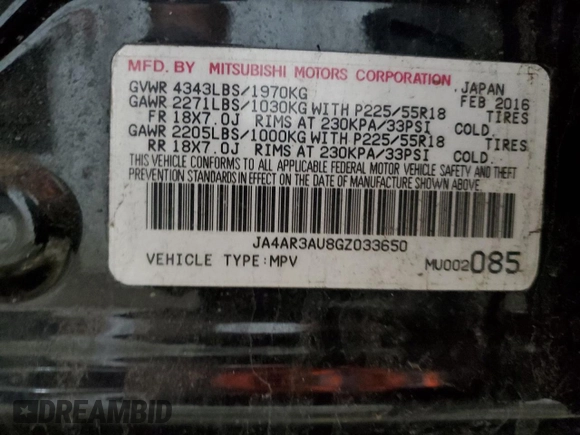 MFD. BY MITSUBISHI MOTORS CORPORATION JAPAN
GVWR 4343LBS/1970KG FEB 2016
GAWR 2271LBS/1030KG WITH P225/55R18 TIRES
FR 18X7.0J RIMS AT 230KPA/33PSI COLD.
GAWR 2205LBS/1000KG WITH P225/55R18 TIRES
RR 18X7.0J RIMS AT 230KPA/33PSI COLD.
THIS VEHICLE CONFORMS TO ALL APPLICABLE FEDERAL MOTOR VEHICLE SAFETY AND THEFT
PREVENTION STANDARDS IN EFFECT ON THE DATE OF MANUFACTURE SHOWN ABOVE.
JA4AR3AU8GZ033650
VEHICLE TYPE:MPV MU002085
DREAMBID